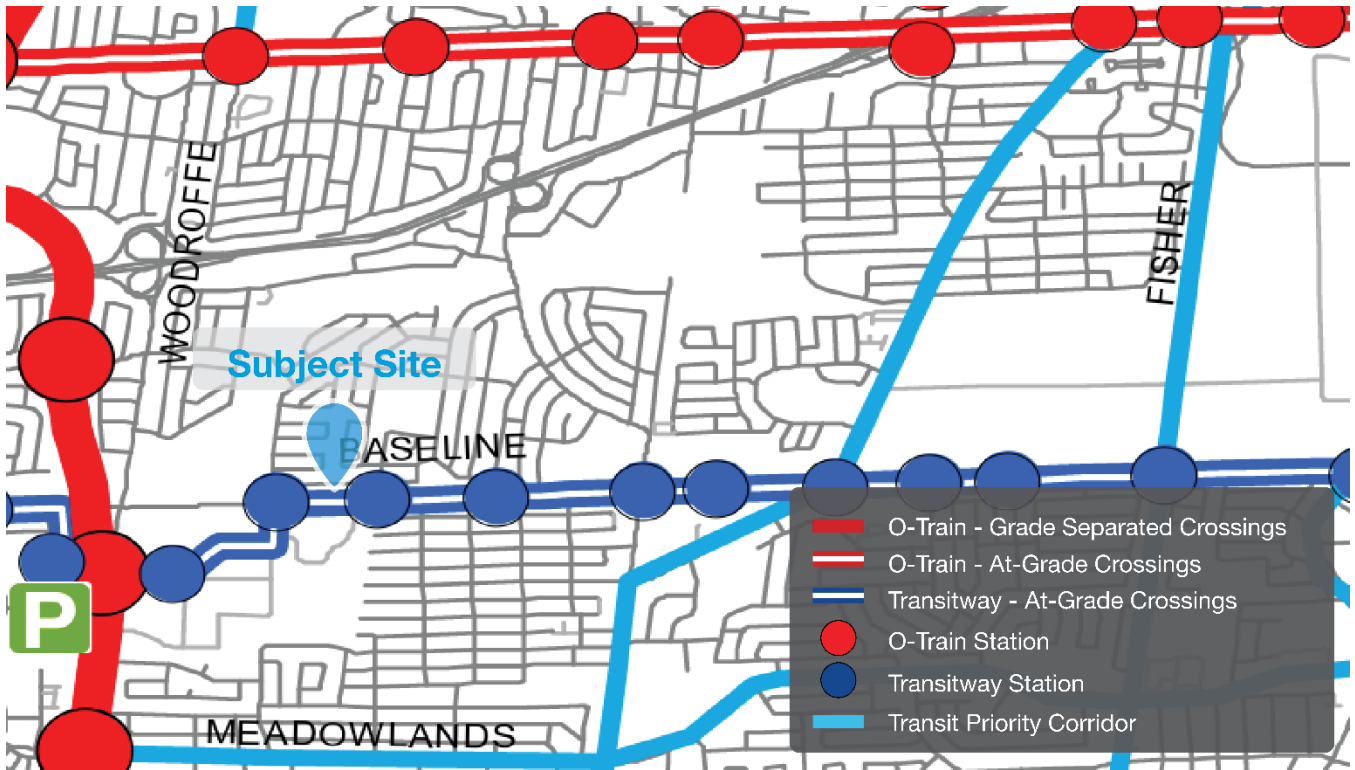 WOODROFFE
FISHER
Subject Site
BASELINE
P
MEADOWLANDS
O-Train - Grade Separated Crossings
O-Train - At-Grade Crossings
Transitway - At-Grade Crossings
O-Train Station
Transitway Station
Transit Priority Corridor